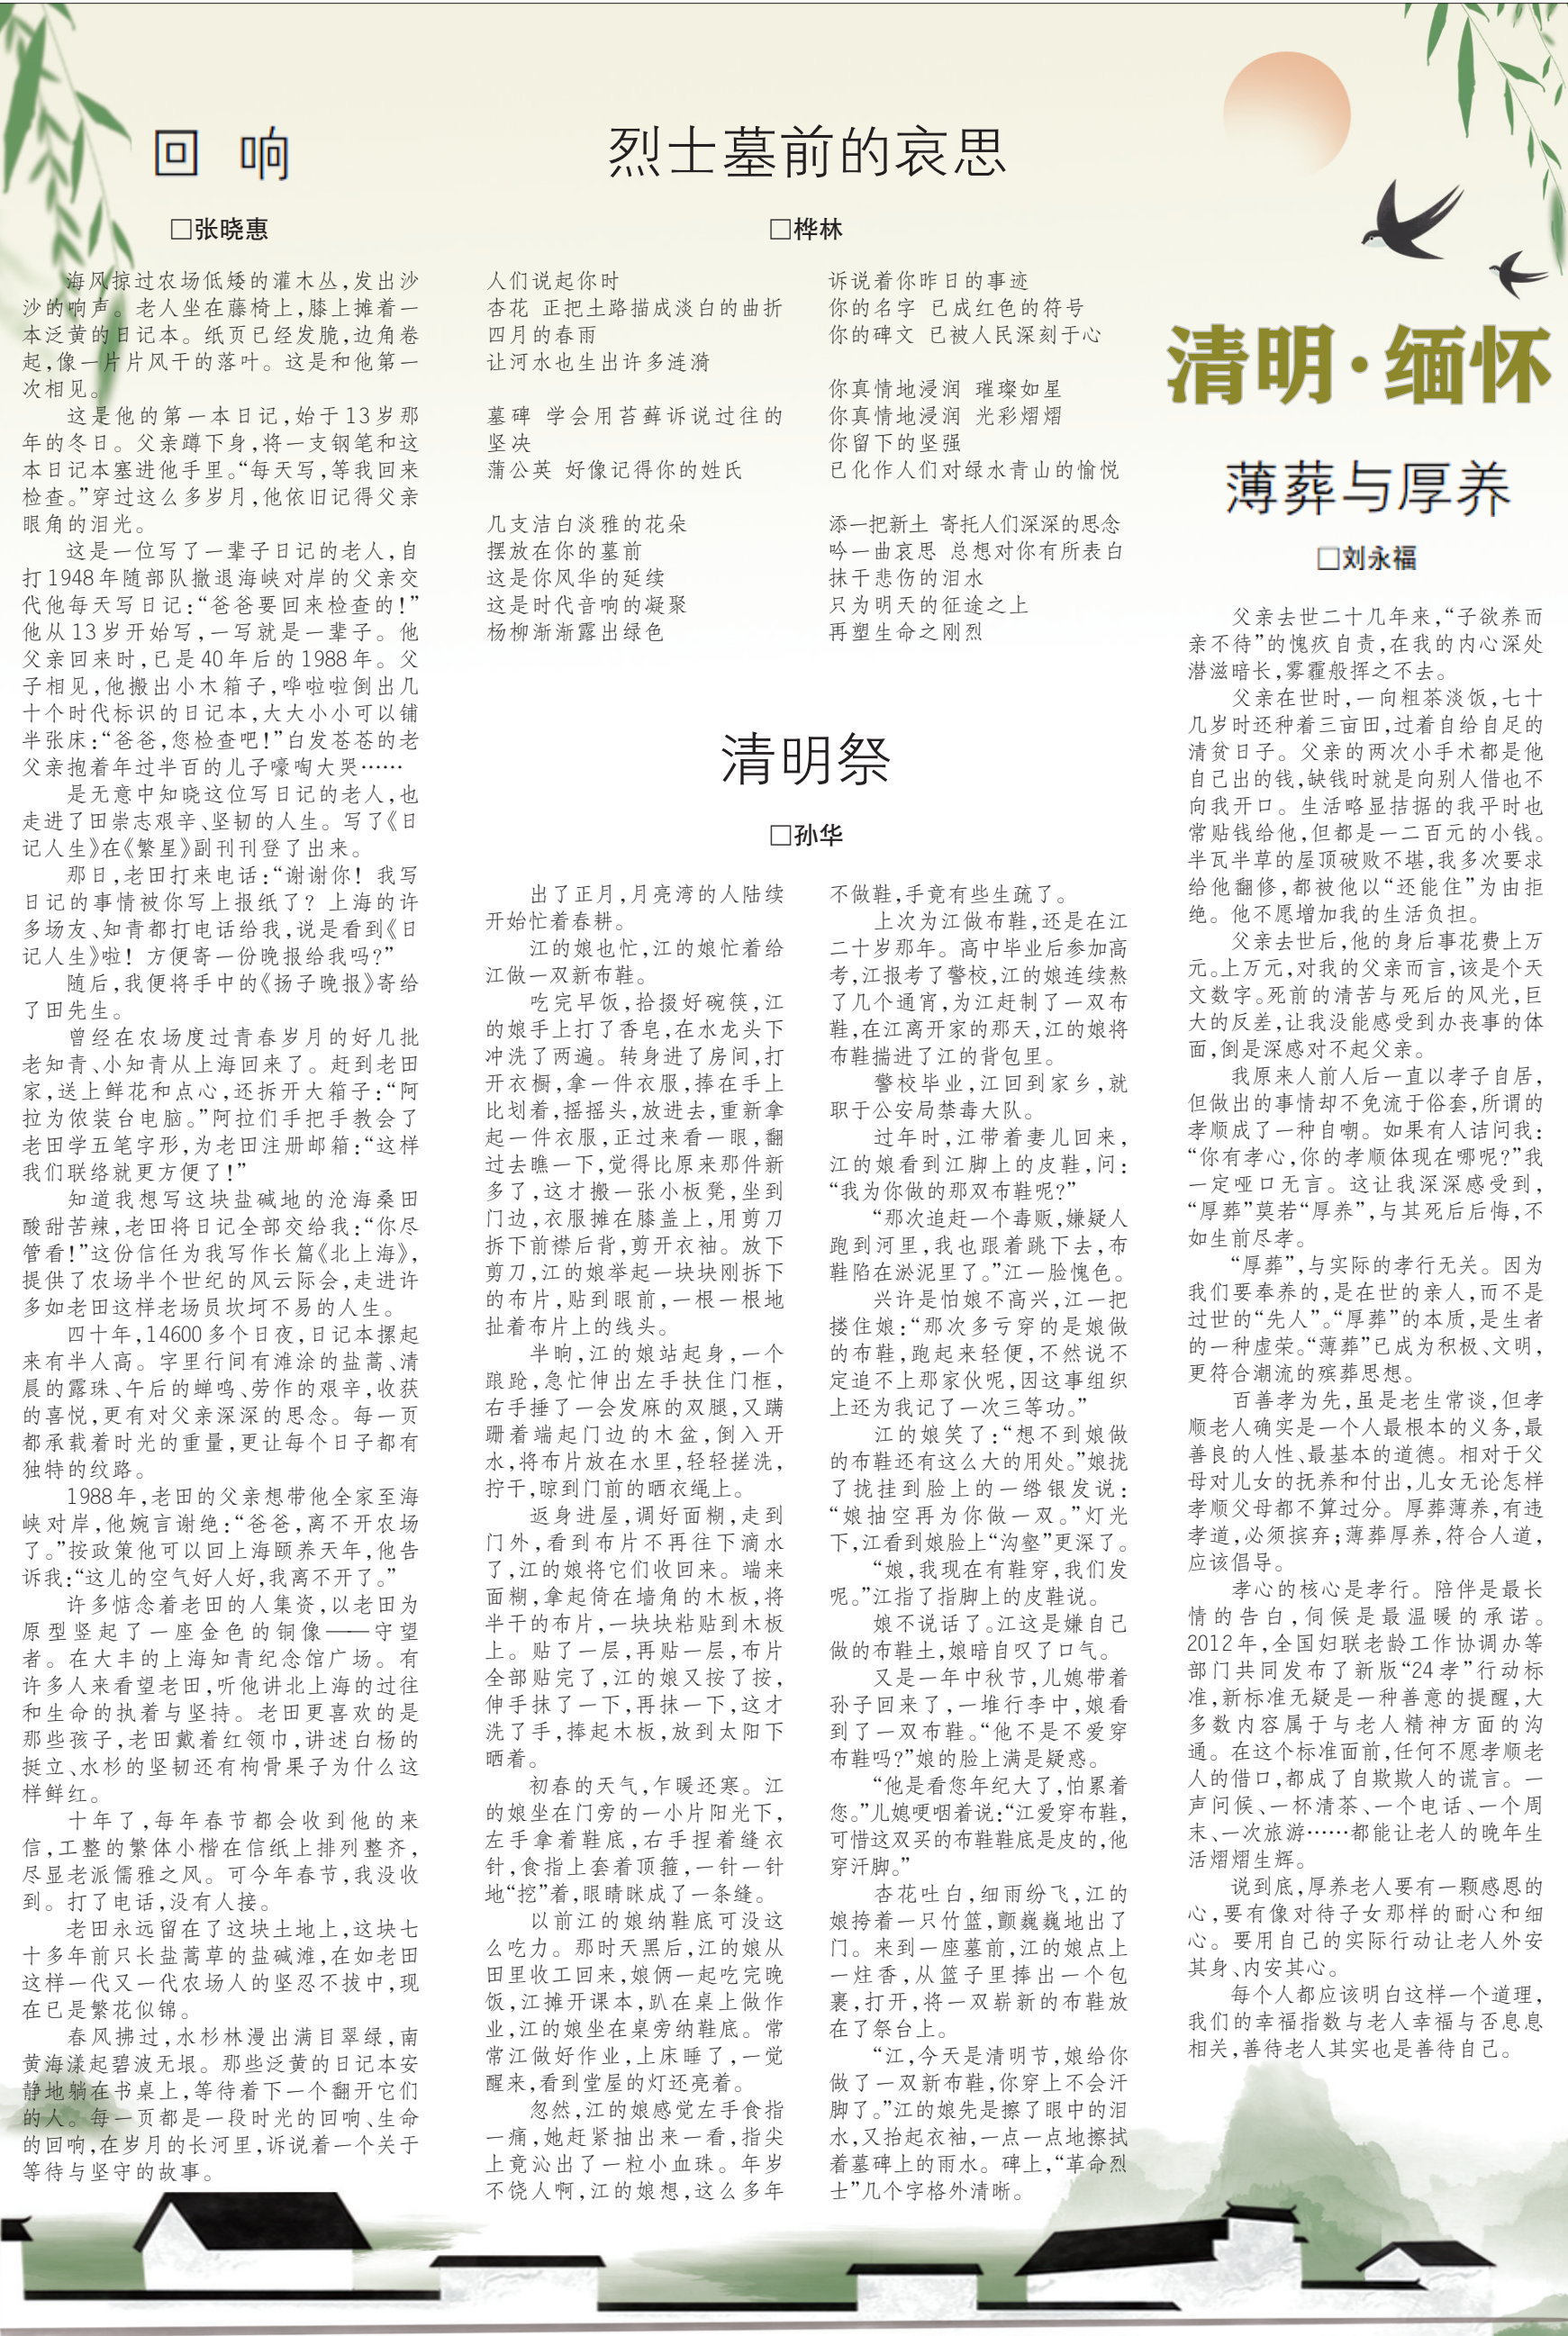 回 响
□张晓惠
海风掠过农场低矮的灌木丛,发出沙
沙的响声。老人坐在藤椅上,膝上摊着一
本泛黄的日记本。纸页已经发脆,边角卷
起,像一片片风干的落叶。这是和他第一
次相见。
这是他的第一本日记,始于13岁那
年的冬日。父亲蹲下身,将一支钢笔和这
本日记本塞进他手里。“每天写,等我回来
检查。”穿过这么多岁月,他依旧记得父亲
眼角的泪光。
这是一位写了一辈子日记的老人,自
打1948年随部队撤退海峡对岸的父亲交
代他每天写日记:“爸爸要回来检查的!”
他从13岁开始写,一写就是一辈子。他
父亲回来时,已是40年后的1988年。父
子相见,他搬出小木箱子,哗啦啦倒出几
十个时代标识的日记本,大大小小可以铺
半张床:“爸爸,您检查吧!”白发苍苍的老
父亲抱着年过半百的儿子嚎啕大哭……
是无意中知晓这位写日记的老人,也
走进了田崇志艰辛、坚韧的人生。写了《日
记人生》在《繁星》副刊刊登了出来。
那日,老田打来电话:“谢谢你!我写
日记的事情被你写上报纸了?上海的许
多场友、知青都打电话给我,说是看到《日
记人生》啦!方便寄一份晚报给我吗?”
随后,我便将手中的《扬子晚报》寄给
了田先生。
曾经在农场度过青春岁月的好几批
老知青、小知青从上海回来了。赶到老田
家,送上鲜花和点心,还拆开大箱子:“阿
拉为侬装台电脑。”阿拉们手把手教会了
老田学五笔字形,为老田注册邮箱:“这样
我们联络就更方便了!”
知道我想写这块盐碱地的沧海桑田
酸甜苦辣,老田将日记全部交给我:“你尽
管看!”这份信任为我写作长篇《北上海》,
提供了农场半个世纪的风云际会,走进许
多如老田这样老场员坎坷不易的人生。
四十年,14600多个日夜,日记本摞起
来有半人高。字里行间有滩涂的盐蒿、清
晨的露珠、午后的蝉鸣、劳作的艰辛,收获
的喜悦,更有对父亲深深的思念。每一页
都承载着时光的重量,更让每个日子都有
独特的纹路。
1988年,老田的父亲想带他全家至海
峡对岸,他婉言谢绝:“爸爸,离不开农场
了。”按政策他可以回上海颐养天年,他告
诉我:“这儿的空气好人好,我离不开了。”
许多惦念着老田的人集资,以老田为
原型竖起了一座金色的铜像——守望
者。在大丰的上海知青纪念馆广场。有
许多人来看望老田,听他讲北上海的过往
和生命的执着与坚持。老田更喜欢的是
那些孩子,老田戴着红领巾,讲述白杨的
挺立、水杉的坚韧还有枸骨果子为什么这
样鲜红。
十年了,每年春节都会收到他的来
信,工整的繁体小楷在信纸上排列整齐,
尽显老派儒雅之风。可今年春节,我没收
到。打了电话,没有人接。
老田永远留在了这块土地上,这块七
十多年前只长盐蒿草的盐碱滩,在如老田
这样一代又一代农场人的坚忍不拔中,现
在已是繁花似锦。
春风拂过,水杉林漫出满目翠绿,南
黄海漾起碧波无垠。那些泛黄的日记本安
静地躺在书桌上,等待着下一个翻开它们
的人。每一页都是一段时光的回响、生命
的回响,在岁月的长河里,诉说着一个关于
等待与坚守的故事。
烈士墓前的哀思
□桦林
人们说起你时
杏花 正把土路描成淡白的曲折
四月的春雨
让河水也生出许多涟漪
墓碑 学会用苔藓诉说过往的
坚决
蒲公英 好像记得你的姓氏
几支洁白淡雅的花朵
摆放在你的墓前
这是你风华的延续
这是时代音响的凝聚
杨柳渐渐露出绿色
诉说着你昨日的事迹
你的名字 已成红色的符号
你的碑文 已被人民深刻于心
你真情地浸润 璀璨如星
你真情地浸润 光彩熠熠
你留下的坚强
已化作人们对绿水青山的愉悦
添一把新土 寄托人们深深的思念
吟一曲哀思 总想对你有所表白
抹干悲伤的泪水
只为明天的征途之上
再塑生命之刚烈
清明祭
□孙华
出了正月,月亮湾的人陆续
开始忙着春耕。
江的娘也忙,江的娘忙着给
江做一双新布鞋。
吃完早饭,拾掇好碗筷,江
的娘手上打了香皂,在水龙头下
冲洗了两遍。转身进了房间,打
开衣橱,拿一件衣服,捧在手上
比划着,摇摇头,放进去,重新拿
起一件衣服,正过来看一眼,翻
过去瞧一下,觉得比原来那件新
多了,这才搬一张小板凳,坐到
门边,衣服摊在膝盖上,用剪刀
拆下前襟后背,剪开衣袖。放下
剪刀,江的娘举起一块块刚拆下
的布片,贴到眼前,一根一根地
扯着布片上的线头。
半晌,江的娘站起身,一个
踉跄,急忙伸出左手扶住门框,
右手捶了一会发麻的双腿,又蹒
跚着端起门边的木盆,倒入开
水,将布片放在水里,轻轻搓洗,
拧干,晾到门前的晒衣绳上。
返身进屋,调好面糊,走到
门外,看到布片不再往下滴水
了,江的娘将它们收回来。端来
面糊,拿起倚在墙角的木板,将
半干的布片,一块块粘贴到木板
上。贴了一层,再贴一层,布片
全部贴完了,江的娘又按了按,
伸手抹了一下,再抹一下,这才
洗了手,捧起木板,放到太阳下
晒着。
初春的天气,乍暖还寒。江
的娘坐在门旁的一小片阳光下,
左手拿着鞋底,右手捏着缝衣
针,食指上套着顶箍,一针一针
地“挖”着,眼睛眯成了一条缝。
以前江的娘纳鞋底可没这
么吃力。那时天黑后,江的娘从
田里收工回来,娘俩一起吃完晚
饭,江摊开课本,趴在桌上做作
业,江的娘坐在桌旁纳鞋底。常
常江做好作业,上床睡了,一觉
醒来,看到堂屋的灯还亮着。
忽然,江的娘感觉左手食指
一痛,她赶紧抽出来一看,指尖
上竟沁出了一粒小血珠。年岁
不饶人啊,江的娘想,这么多年
不做鞋,手竟有些生疏了。
上次为江做布鞋,还是在江
二十岁那年。高中毕业后参加高
考,江报考了警校,江的娘连续熬
了几个通宵,为江赶制了一双布
鞋,在江离开家的那天,江的娘将
布鞋揣进了江的背包里。
警校毕业,江回到家乡,就
职于公安局禁毒大队。
过年时,江带着妻儿回来,
江的娘看到江脚上的皮鞋,问:
“我为你做的那双布鞋呢?”
“那次追赶一个毒贩,嫌疑人
跑到河里,我也跟着跳下去,布
鞋陷在淤泥里了。”江一脸愧色。
兴许是怕娘不高兴,江一把
搂住娘:“那次多亏穿的是娘做
的布鞋,跑起来轻便,不然说不
定追不上那家伙呢,因这事组织
上还为我记了一次三等功。”
江的娘笑了:“想不到娘做
的布鞋还有这么大的用处。”娘拢
了拢挂到脸上的一绺银发说:
“娘抽空再为你做一双。”灯光
下,江看到娘脸上“沟壑”更深了。
“娘,我现在有鞋穿,我们发
呢。”江指了指脚上的皮鞋说。
娘不说话了。江这是嫌自己
做的布鞋土,娘暗自叹了口气。
又是一年中秋节,儿媳带着
孙子回来了,一堆行李中,娘看
到了一双布鞋。“他不是不爱穿
布鞋吗?”娘的脸上满是疑惑。
“他是看您年纪大了,怕累着
您。”儿媳哽咽着说:“江爱穿布鞋,
可惜这双买的布鞋鞋底是皮的,他
穿汗脚。”
杏花吐白,细雨纷飞,江的
娘挎着一只竹篮,颤巍巍地出了
门。来到一座墓前,江的娘点上
一炷香,从篮子里捧出一个包
裹,打开,将一双崭新的布鞋放
在了祭台上。
“江,今天是清明节,娘给你
做了一双新布鞋,你穿上不会汗
脚了。”江的娘先是擦了眼中的泪
水,又抬起衣袖,一点一点地擦拭
着墓碑上的雨水。碑上,“革命烈
士”几个字格外清晰。
清明·缅怀
薄葬与厚养
□刘永福
父亲去世二十几年来,“子欲养而
亲不待”的愧疚自责,在我的内心深处
潜滋暗长,雾霾般挥之不去。
父亲在世时,一向粗茶淡饭,七十
几岁时还种着三亩田,过着自给自足的
清贫日子。父亲的两次小手术都是他
自己出的钱,缺钱时就是向别人借也不
向我开口。生活略显拮据的我平时也
常贴钱给他,但都是一二百元的小钱。
半瓦半草的屋顶破败不堪,我多次要求
给他翻修,都被他以“还能住”为由拒
绝。他不愿增加我的生活负担。
父亲去世后,他的身后事花费上万
元。上万元,对我的父亲而言,该是个天
文数字。死前的清苦与死后的风光,巨
大的反差,让我没能感受到办丧事的体
面,倒是深感对不起父亲。
我原来人前人后一直以孝子自居,
但做出的事情却不免流于俗套,所谓的
孝顺成了一种自嘲。如果有人诘问我:
“你有孝心,你的孝顺体现在哪呢?”我
一定哑口无言。这让我深深感受到,
“厚葬”莫若“厚养”,与其死后后悔,不
如生前尽孝。
“厚葬”,与实际的孝行无关。因为
我们要奉养的,是在世的亲人,而不是
过世的“先人”。“厚葬”的本质,是生者
的一种虚荣。“薄葬”已成为积极、文明,
更符合潮流的殡葬思想。
百善孝为先,虽是老生常谈,但孝
顺老人确实是一个人最根本的义务,最
善良的人性、最基本的道德。相对于父
母对儿女的抚养和付出,儿女无论怎样
孝顺父母都不算过分。厚葬薄养,有违
孝道,必须摈弃;薄葬厚养,符合人道,
应该倡导。
孝心的核心是孝行。陪伴是最长
情的告白,伺候是最温暖的承诺。
2012年,全国妇联老龄工作协调办等
部门共同发布了新版“24孝”行动标
准,新标准无疑是一种善意的提醒,大
多数内容属于与老人精神方面的沟
通。在这个标准面前,任何不愿孝顺老
人的借口,都成了自欺欺人的谎言。一
声问候、一杯清茶、一个电话、一个周
末、一次旅游……都能让老人的晚年生
活熠熠生辉。
说到底,厚养老人要有一颗感恩的
心,要有像对待子女那样的耐心和细
心。要用自己的实际行动让老人外安
其身、内安其心。
每个人都应该明白这样一个道理,
我们的幸福指数与老人幸福与否息息
相关,善待老人其实也是善待自己。